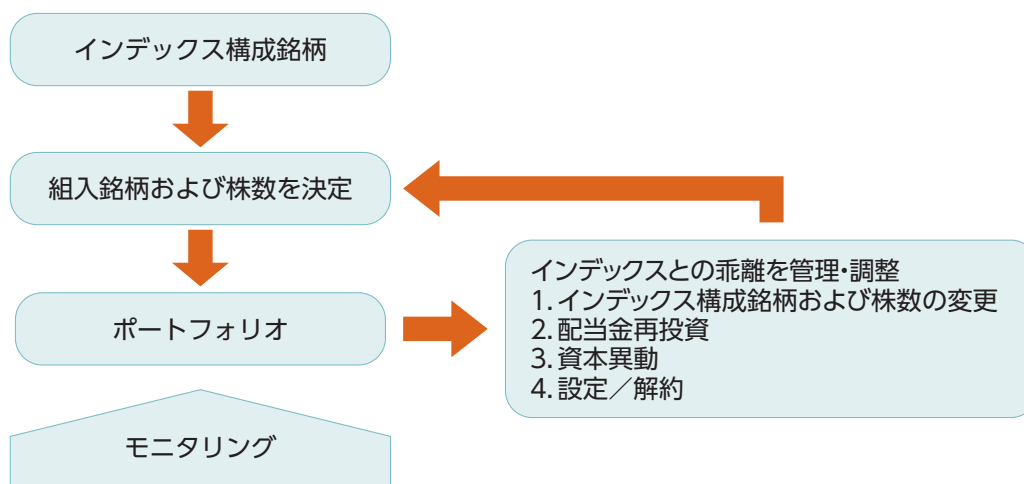 インデックス構成銘柄
組入銘柄および株数を決定
ポートフォリオ
インデックスとの乖離を管理・調整
1. インデックス構成銘柄および株数の変更
2. 配当金再投資
3. 資本異動
4. 設定／解約
モニタリング